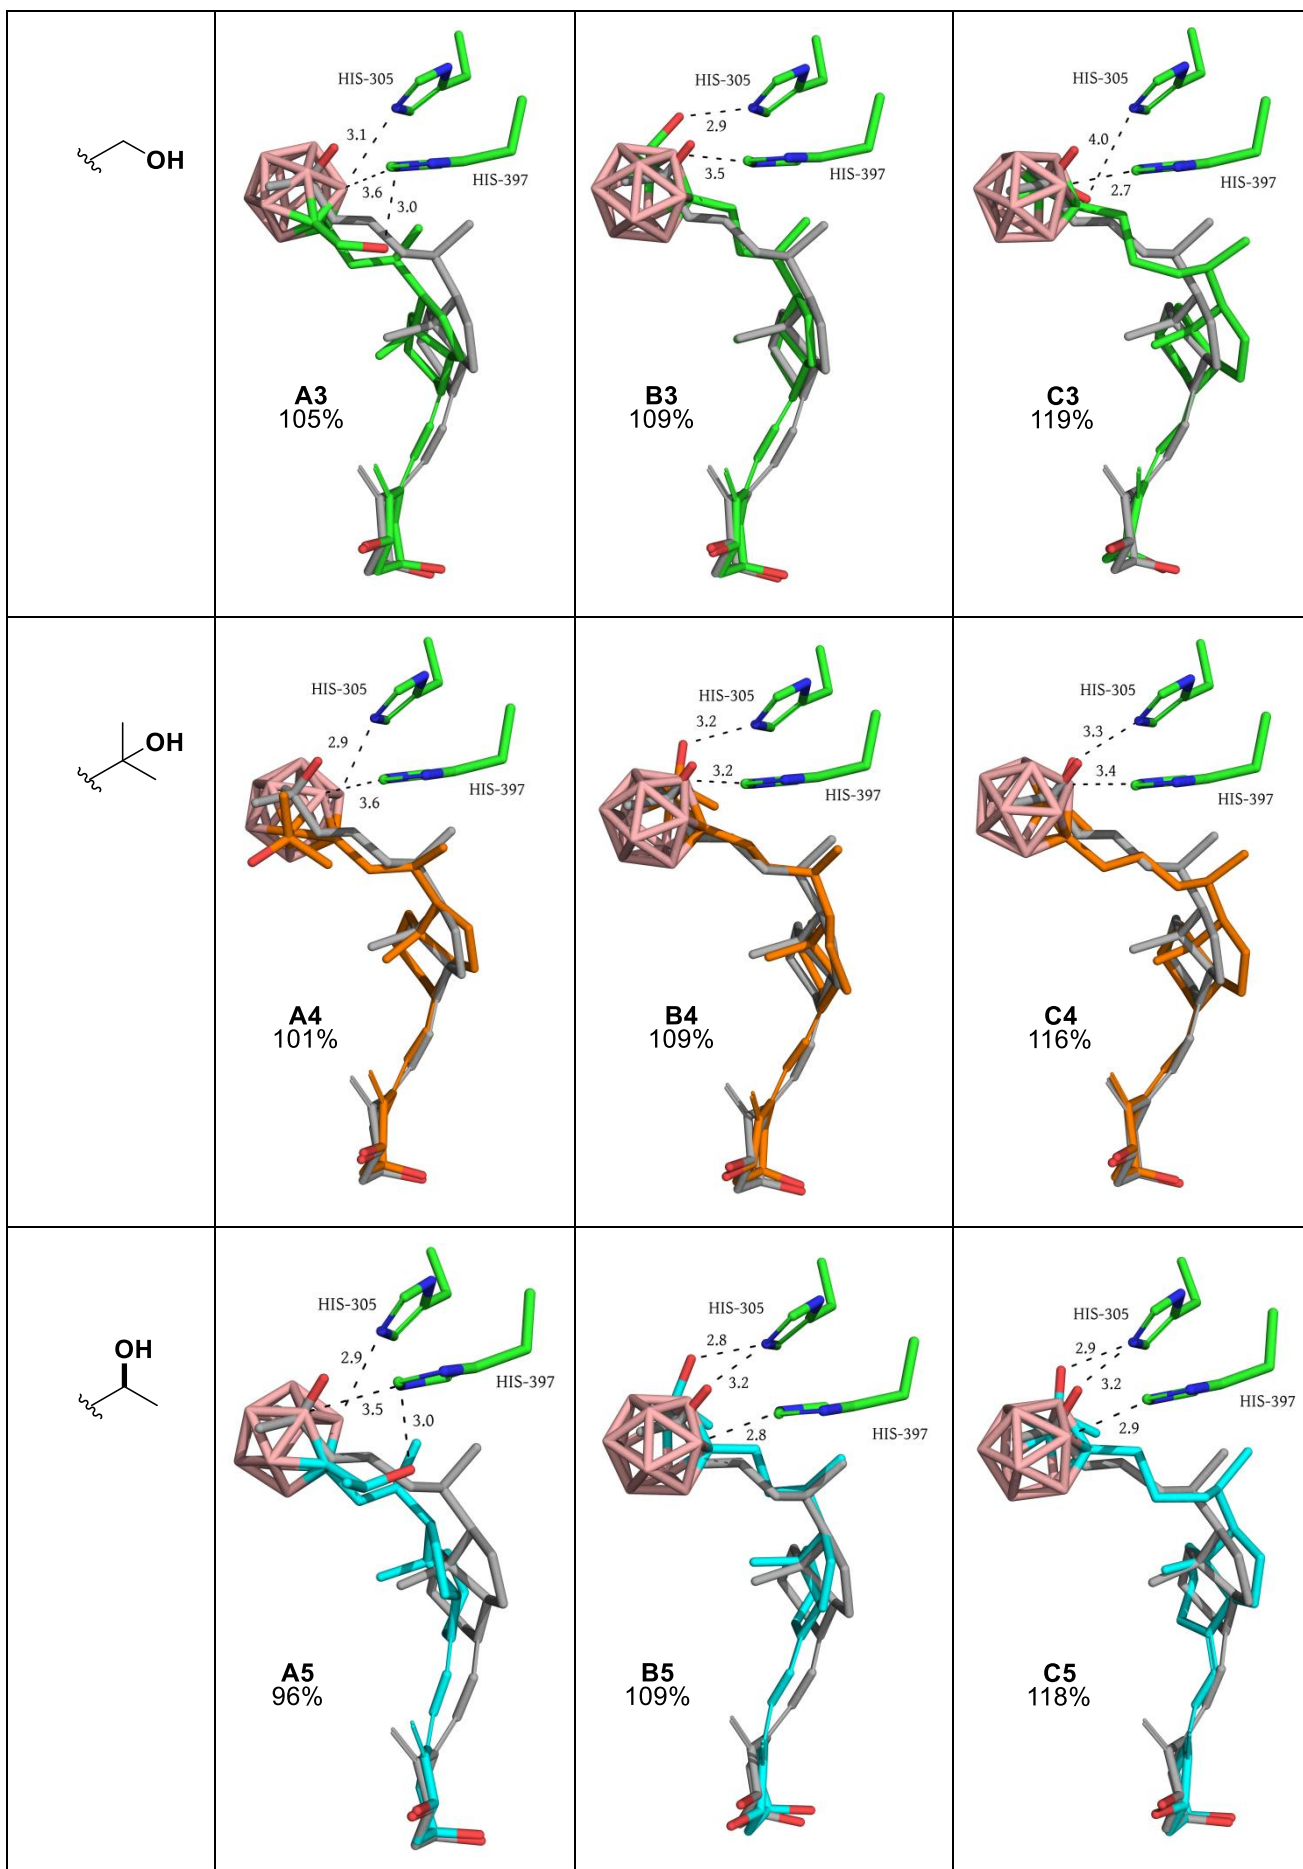 OH
HIS-305
3.1
3.6
HIS-397
3.0
A3
105%
HIS-305
2.9
3.5
HIS-397
B3
109%
HIS-305
4.0
2.7
HIS-397
C3
119%
OH
HIS-305
2.9
3.6
HIS-397
A4
101%
HIS-305
3.2
3.2
HIS-397
B4
109%
HIS-305
3.3
3.4
HIS-397
C4
116%
OH
HIS-305
2.9
3.5
HIS-397
3.0
A5
96%
HIS-305
2.8
3.2
2.8
HIS-397
B5
109%
HIS-305
2.9
3.2
2.9
HIS-397
C5
118%